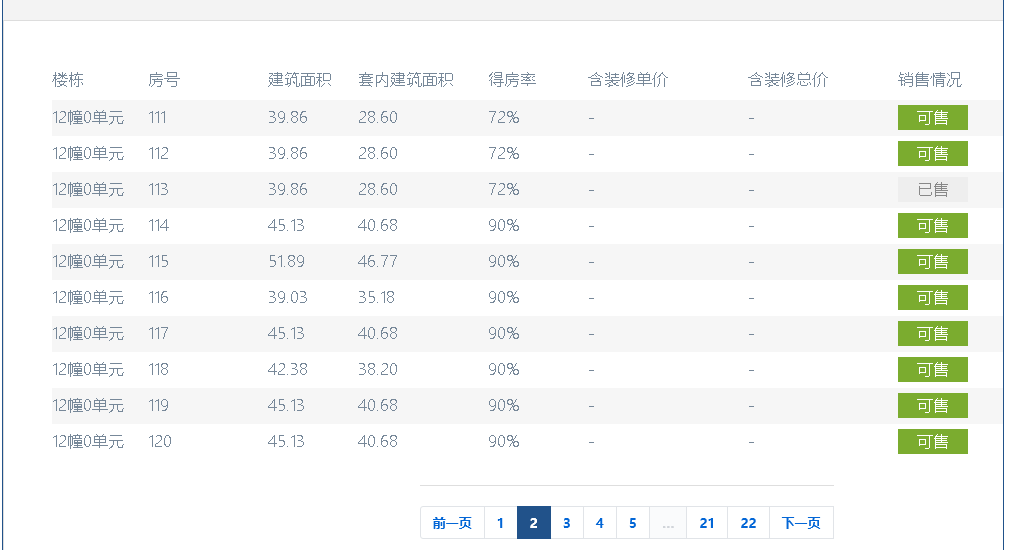 楼栋 房号 建筑面积 套内建筑面积 得房率 含装修单价 含装修总价 销售情况
12幢0单元 111 39.86 28.60 72% - - 可售
12幢0单元 112 39.86 28.60 72% - - 可售
12幢0单元 113 39.86 28.60 72% - - 已售
12幢0单元 114 45.13 40.68 90% - - 可售
12幢0单元 115 51.89 46.77 90% - - 可售
12幢0单元 116 39.03 35.18 90% - - 可售
12幢0单元 117 45.13 40.68 90% - - 可售
12幢0单元 118 42.38 38.20 90% - - 可售
12幢0单元 119 45.13 40.68 90% - - 可售
12幢0单元 120 45.13 40.68 90% - - 可售
前一页 1 2 3 4 5 ... 21 22 下一页